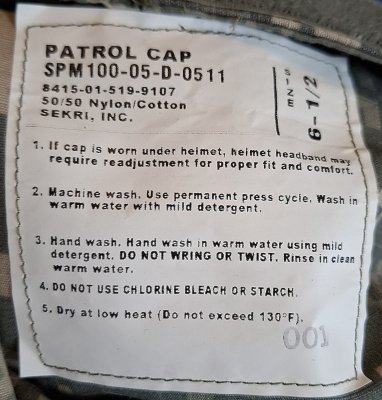 PATROL CAP
SPM100-05-D-0511
8415-01-519-9107
50/50 Nylon/Cotton
SEKRI, INC.
SIZE
6-1/2
1. If cap is worn under helmet, helmet headband may
require readjustment for proper fit and comfort.
2. Machine wash. Use permanent press cycle. Wash in
warm water with mild detergent.
3. Hand wash. Hand wash in warm water using mild
detergent. DO NOT WRING OR TWIST. Rinse in clean
warm water.
4. DO NOT USE CHLORINE BLEACH OR STARCH.
5. Dry at low heat (Do not exceed 130°F).
001